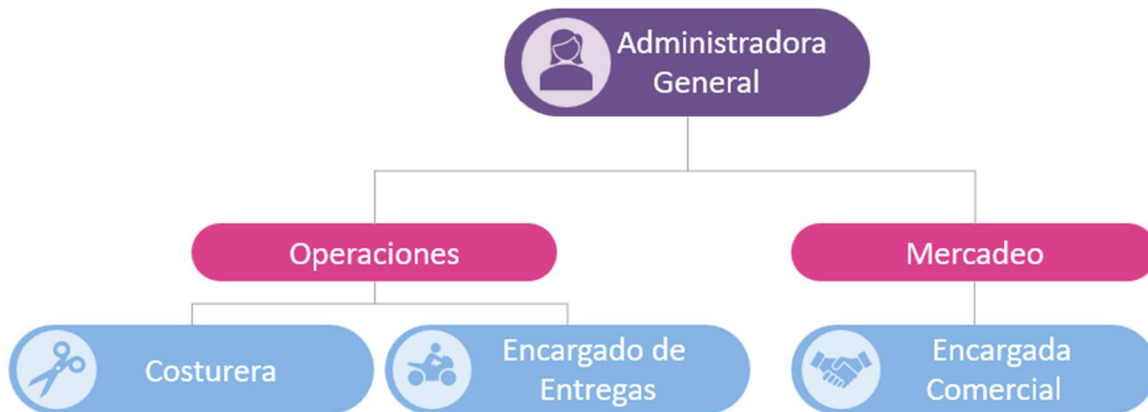 Administradora
General
Operaciones
Mercadeo
Costurera
Encargado de
Entregas
Encargada
Comercial